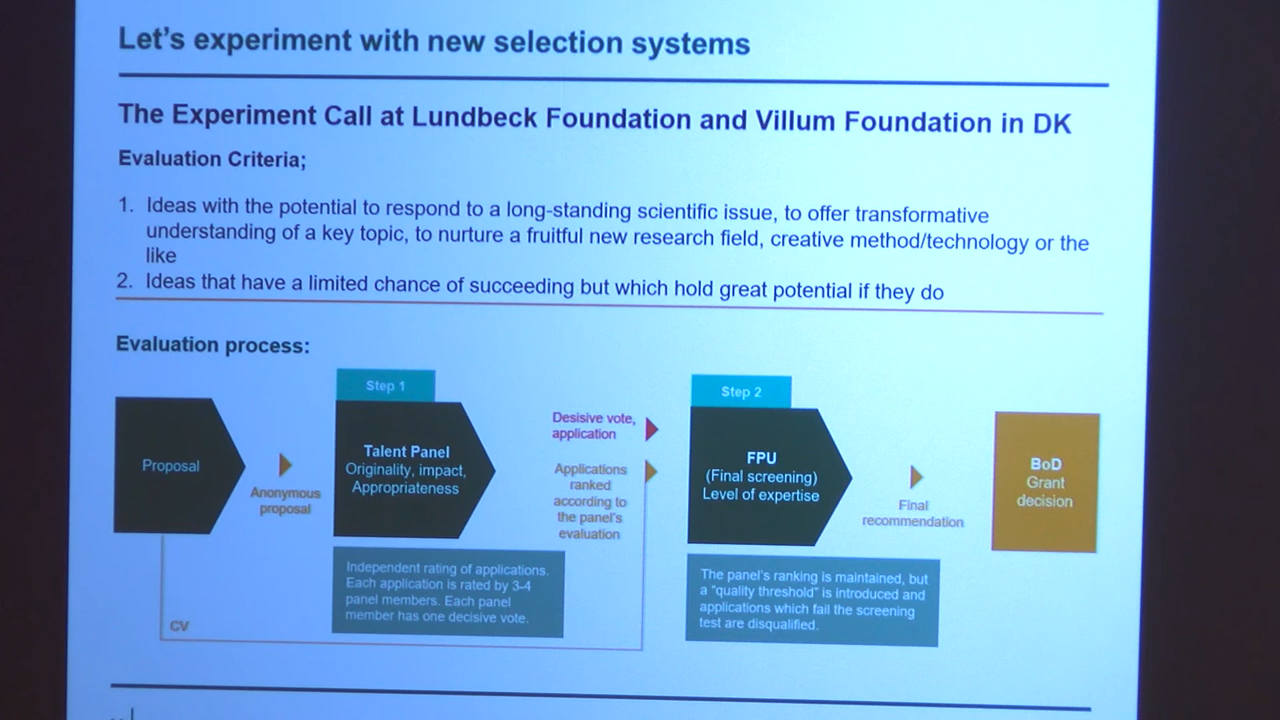 Let's experiment with new selection systems
The Experiment Call at Lundbeck Foundation and Villum Foundation in DK
Evaluation Criteria;
1. Ideas with the potential to respond to a long-standing scientific issue, to offer transformative
understanding of a key topic, to nurture a fruitful new research field, creative method/technology or the
like
2. Ideas that have a limited chance of succeeding but which hold great potential if they do
Evaluation process:
Proposal
Anonymous
proposal
CV
Step 1
Talent Panel
Originality, impact,
Appropriateness
Independent rating of applications.
Each application is rated by 3-4
panel members. Each panel
member has one decisive vote.
Desisive vote,
application
Applications
ranked
according to
the panel's
evaluation
Step 2
FPU
(Final screening)
Level of expertise
The panel's ranking is maintained, but
a "quality threshold" is introduced and
applications which fail the screening
test are disqualified.
Final
recommendation
BoD
Grant
decision